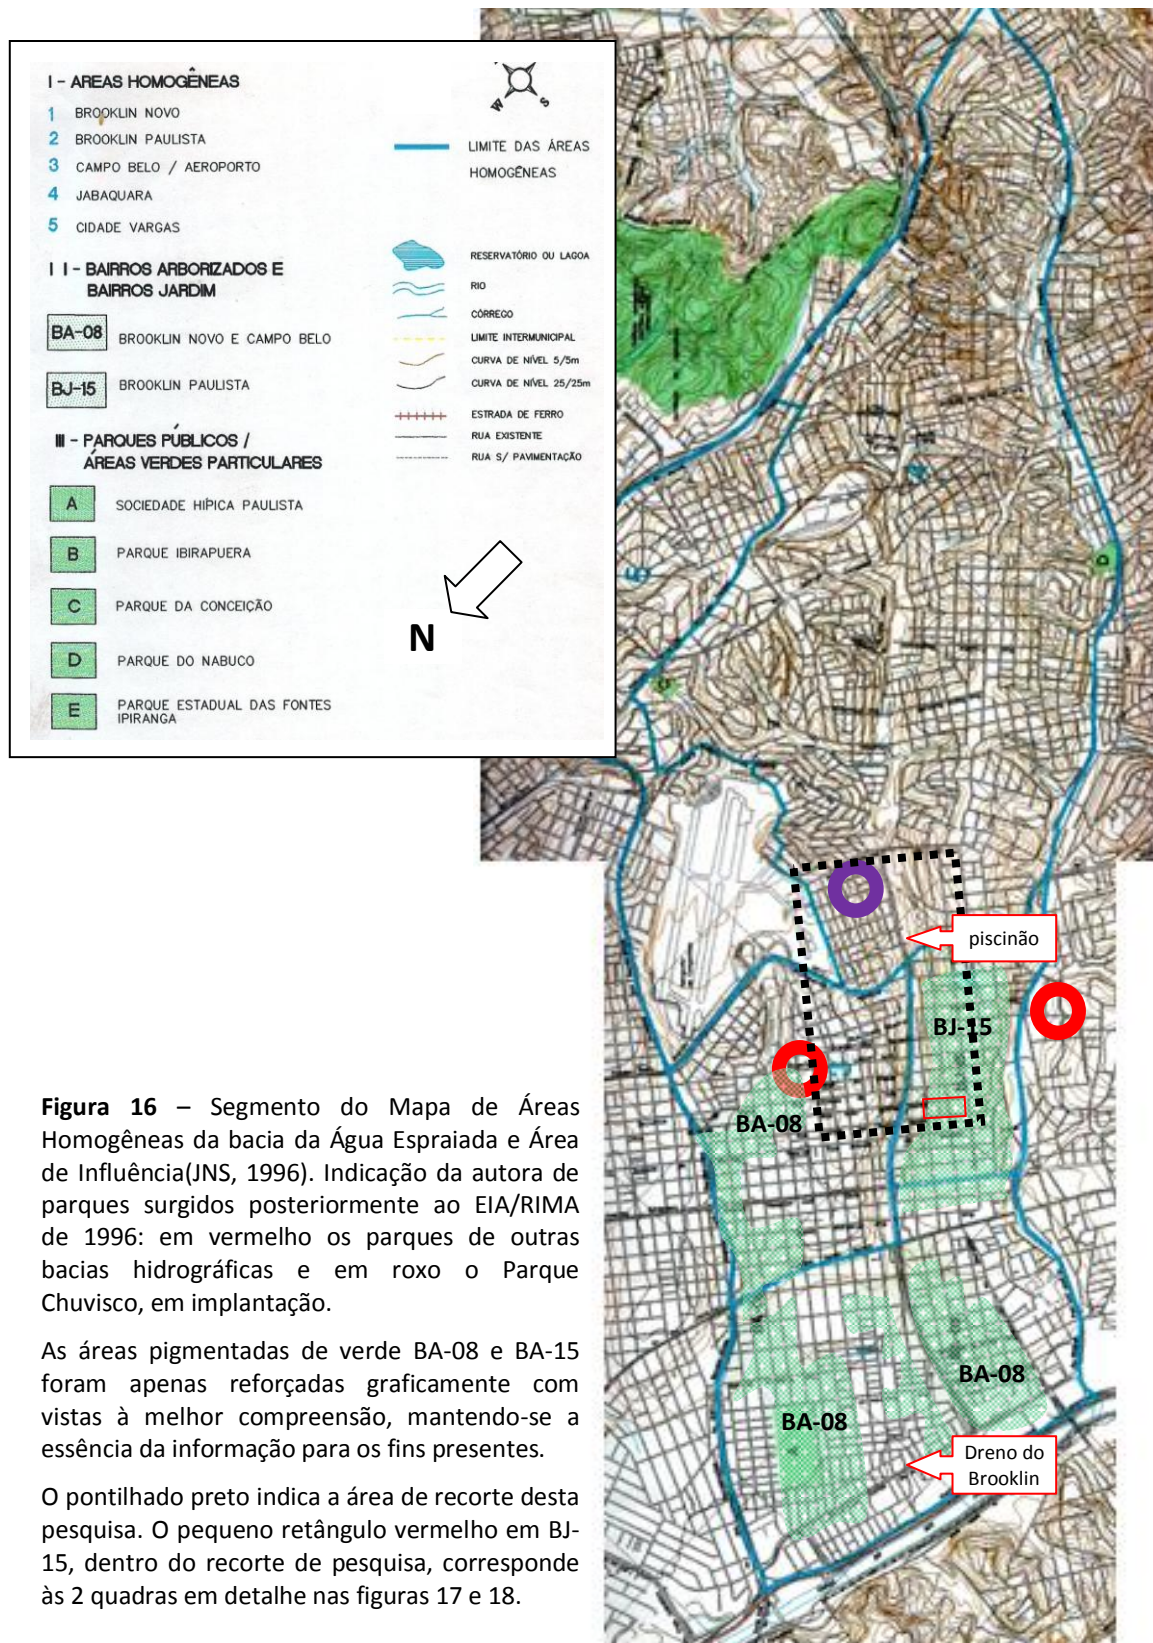 I - AREAS HOMOGÊNEAS
1 BROOKLIN NOVO
2 BROOKLIN PAULISTA
3 CAMPO BELO / AEROPORTO
4 JABAQUARA
5 CIDADE VARGAS
I I - BAIRROS ARBORIZADOS E
BAIRROS JARDIM
BA-08 BROOKLIN NOVO E CAMPO BELO
BJ-15 BROOKLIN PAULISTA
III - PARQUES PÚBLICOS /
ÁREAS VERDES PARTICULARES
A SOCIEDADE HÍPICA PAULISTA
B PARQUE IBIRAPUERA
C PARQUE DA CONCEIÇÃO
D PARQUE DO NABUCO
E PARQUE ESTADUAL DAS FONTES
IPIRANGA
W S
LIMITE DAS ÁREAS
HOMOGÊNEAS
RESERVATÓRIO OU LAGOA
RIO
CÓRREGO
LIMITE INTERMUNICIPAL
CURVA DE NÍVEL 5/5m
CURVA DE NÍVEL 25/25m
ESTRADA DE FERRO
RUA EXISTENTE
RUA S/ PAVIMENTAÇÃO
N
D
piscinão
BJ-15
BA-08
BA-08
BA-08
Dreno do
Brooklin
Figura 16 – Segmento do Mapa de Áreas
Homogêneas da bacia da Água Espraiada e Área
de Influência(JNS, 1996). Indicação da autora de
parques surgidos posteriormente ao EIA/RIMA
de 1996: em vermelho os parques de outras
bacias hidrográficas e em roxo o Parque
Chuvisco, em implantação.
As áreas pigmentadas de verde BA-08 e BA-15
foram apenas reforçadas graficamente com
vistas à melhor compreensão, mantendo-se a
essência da informação para os fins presentes.
O pontilhado preto indica a área de recorte desta
pesquisa. O pequeno retângulo vermelho em BJ-
15, dentro do recorte de pesquisa, corresponde
às 2 quadras em detalhe nas figuras 17 e 18.